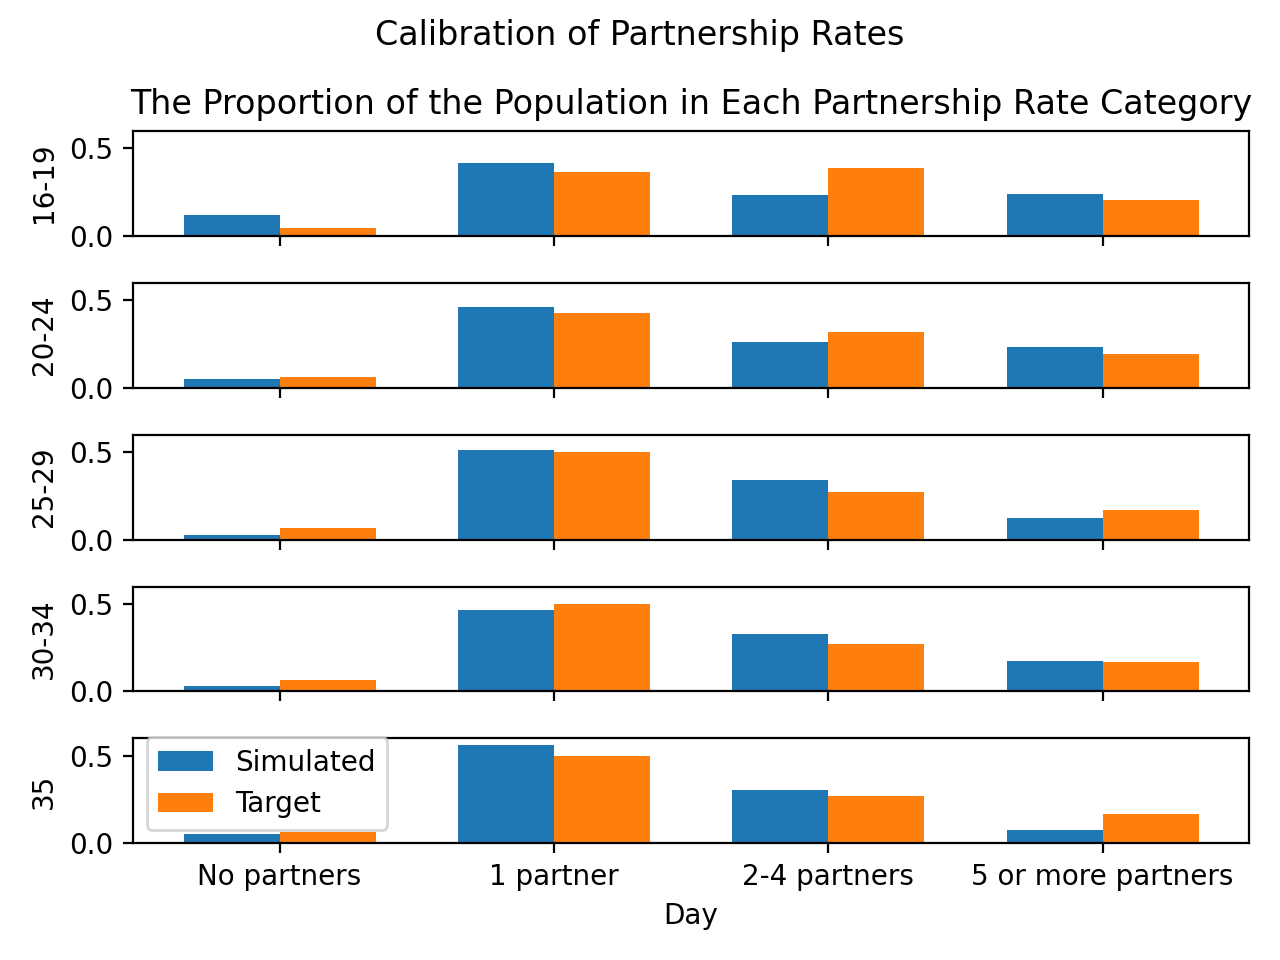 Calibration of Partnership Rates
The Proportion of the Population in Each Partnership Rate Category
0.5
0.0
16-19
0.5
0.0
20-24
0.5
0.0
25-29
0.5
0.0
30-34
0.5
0.0
35
Simulated
Target
No partners
1 partner
2-4 partners
5 or more partners
Day